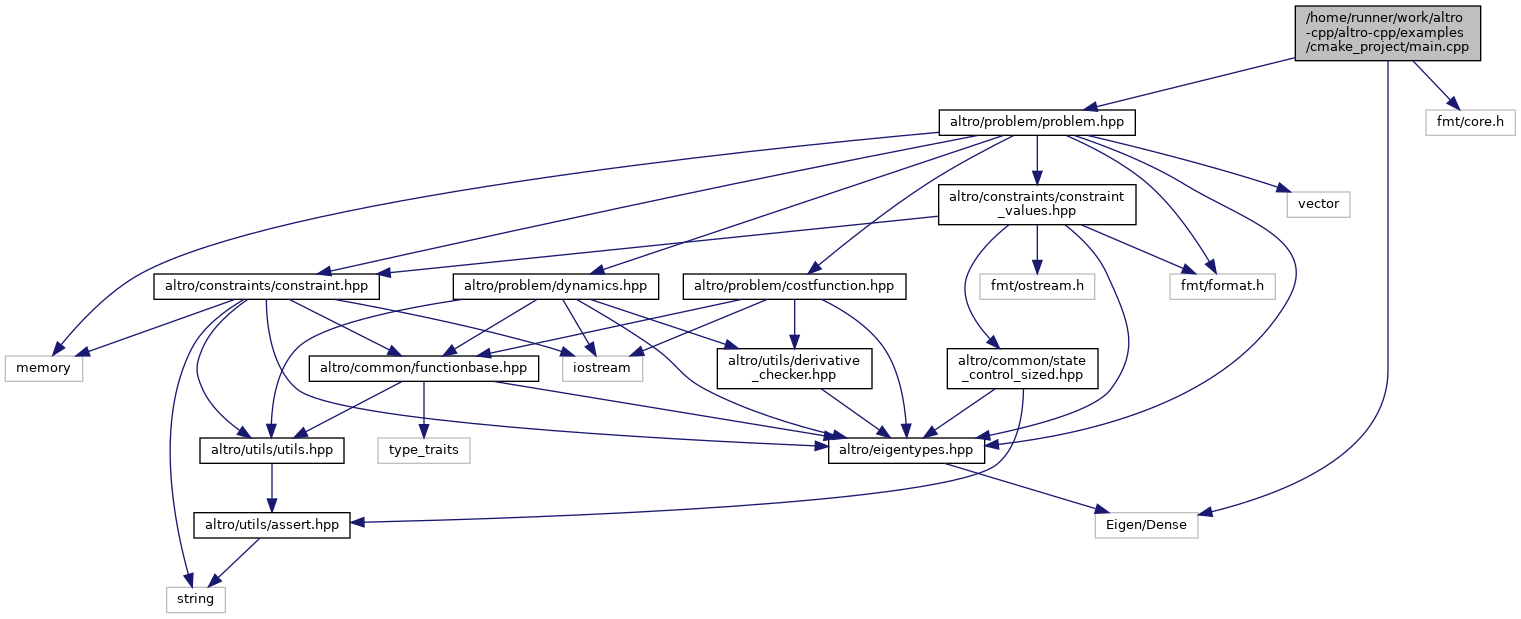 /home/runner/work/altro
-cpp/altro-cpp/examples
/cmake_project/main.cpp
altro/problem/problem.hpp
fmt/core.h
altro/constraints/constraint
_values.hpp
vector
altro/constraints/constraint.hpp
altro/problem/dynamics.hpp
altro/problem/costfunction.hpp
fmt/ostream.h
fmt/format.h
memory
altro/common/functionbase.hpp
iostream
altro/utils/derivative
_checker.hpp
altro/common/state
_control_sized.hpp
altro/utils/utils.hpp
type_traits
altro/eigentypes.hpp
altro/utils/assert.hpp
Eigen/Dense
string